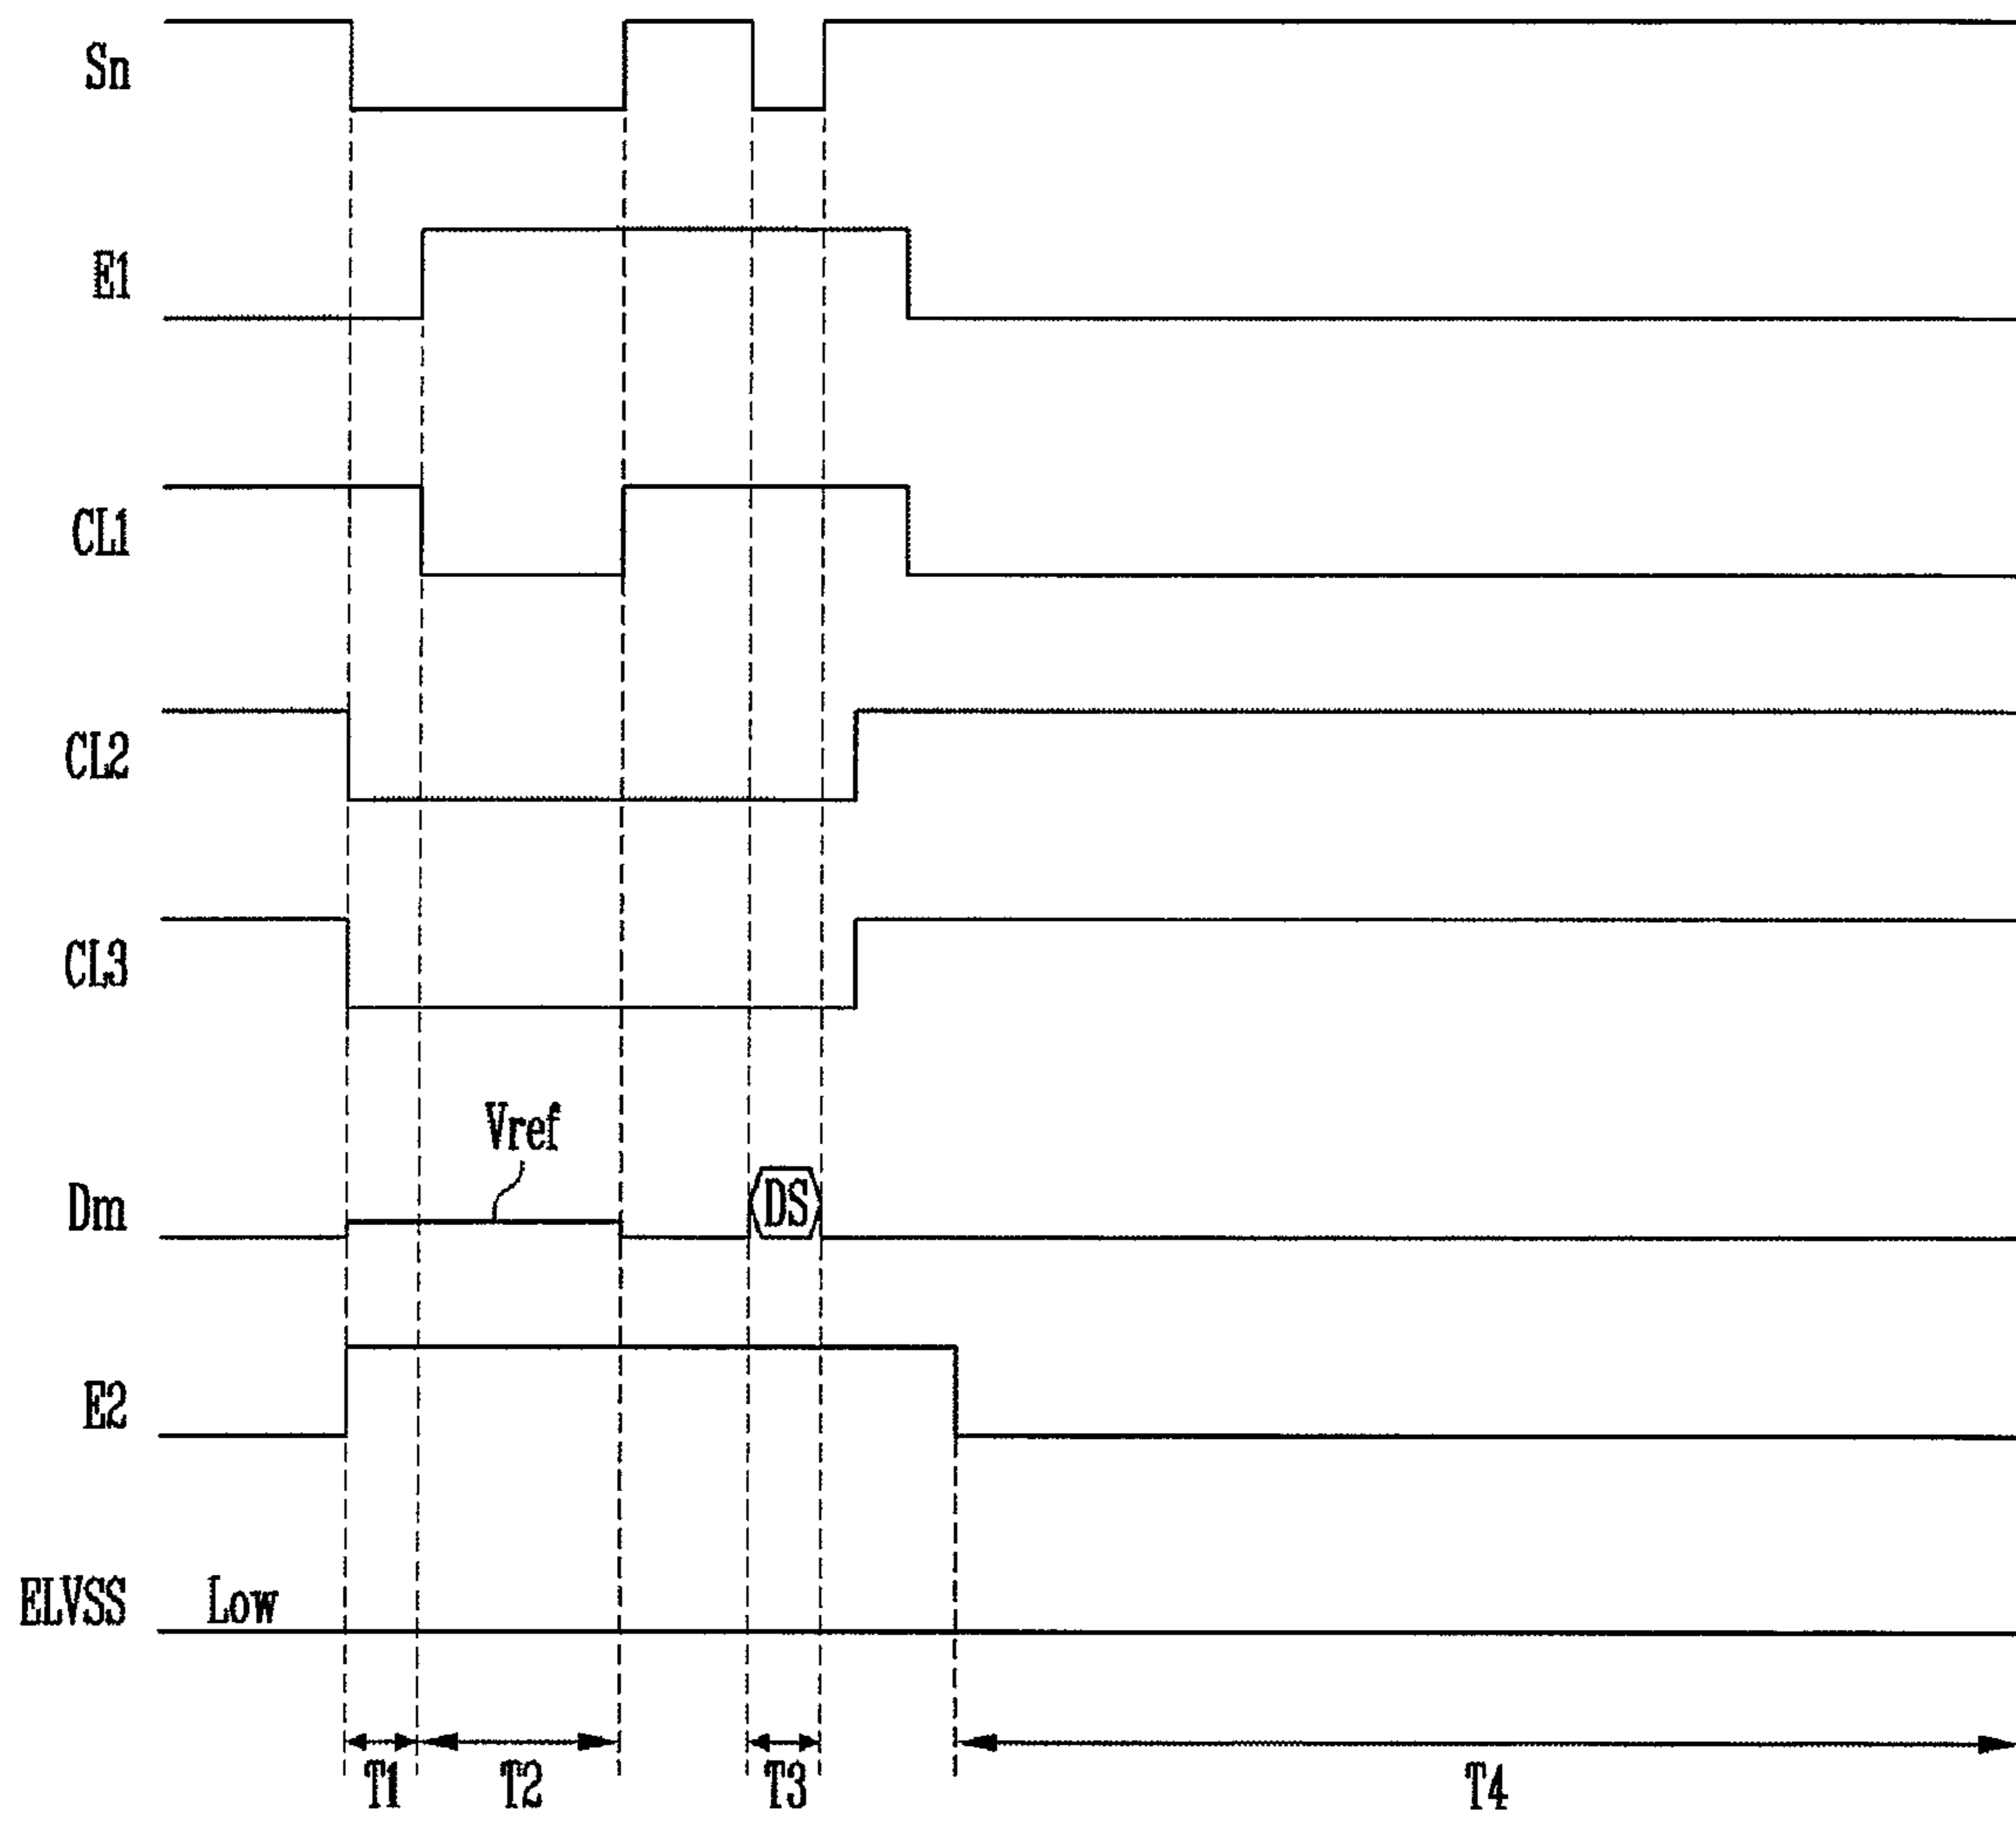 Sn
E1
CL1
CL2
CL3
Vref
Dm
DS
E2
ELVSS Low
T1 T2 T3 T4